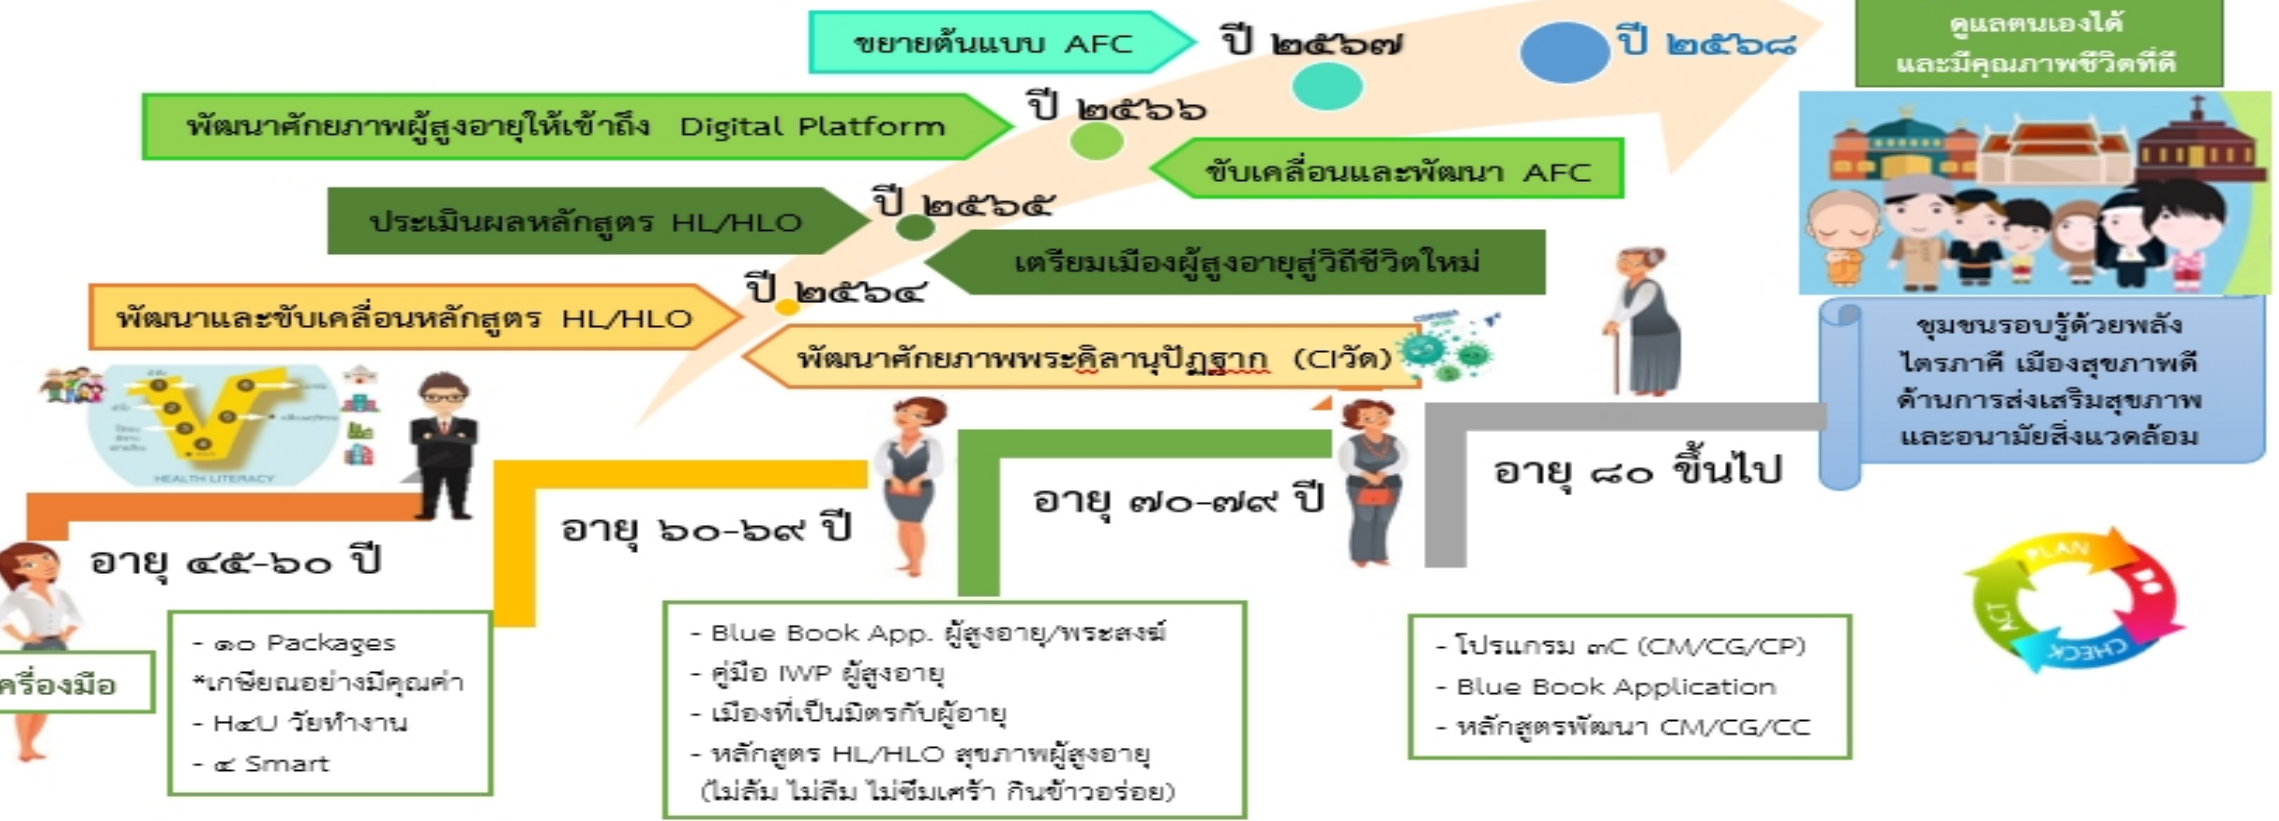 ขยายต้นแบบ AFC
ปี ๒๕๖๗
ปี ๒๕๖๘
ดูแลตนเองได้
และมีคุณภาพชีวิตที่ดี
พัฒนาศักยภาพผู้สูงอายุให้เข้าถึง Digital Platform
ปี ๒๕๖๖
ขับเคลื่อนและพัฒนา AFC
ประเมินผลหลักสูตร HL/HLO
ปี ๒๕๖๕
เตรียมเมืองผู้สูงอายุสู่วิถีชีวิตใหม่
พัฒนาและขับเคลื่อนหลักสูตร HL/HLO
ปี ๒๕๖๔
พัฒนาศักยภาพพระคิลานุปัฏฐาก (CIวัด)
ชุมชนรอบรู้ด้วยพลัง
ไตรภาคี เมืองสุขภาพดี
ด้านการส่งเสริมสุขภาพ
และอนามัยสิ่งแวดล้อม
HEALTH LITERACY
อายุ ๔๕-๖๐ ปี
อายุ ๖๐-๖๙ ปี
อายุ ๗๐-๗๙ ปี
อายุ ๘๐ ขึ้นไป
ครื่องมือ
- ๑๐ Packages
*เกษียณอย่างมีคุณค่า
- H๔U วัยทำงาน
- ๔ Smart
- Blue Book App. ผู้สูงอายุ/พระสงฆ์
- คู่มือ IWP ผู้สูงอายุ
- เมืองที่เป็นมิตรกับผู้อายุ
- หลักสูตร HL/HLO สุขภาพผู้สูงอายุ
(ไม่ล้ม ไม่ลืม ไม่ซึมเศร้า กินข้าวอร่อย)
- โปรแกรม ๓C (CM/CG/CP)
- Blue Book Application
- หลักสูตรพัฒนา CM/CG/CC
PLAN
DO
CHECK
ACT